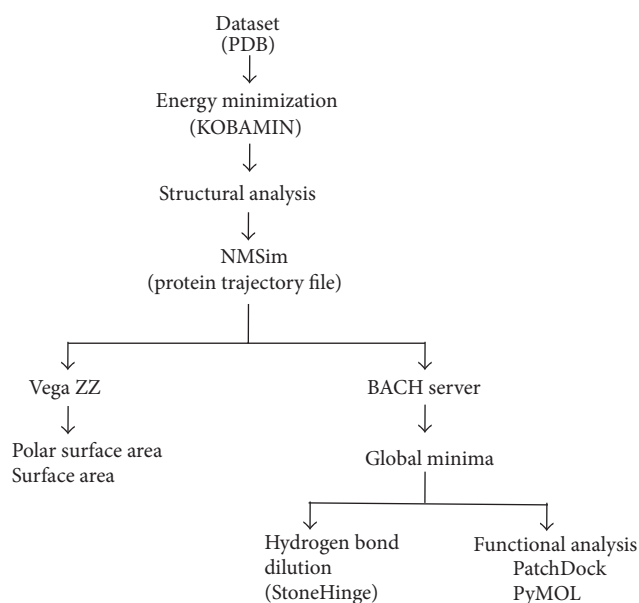 Dataset
(PDB)
Energy minimization
(KOBAMIN)
Structural analysis
NMSim
(protein trajectory file)
Vega ZZ
BACH server
Polar surface area
Surface area
Global minima
Hydrogen bond
dilution
(StoneHinge)
Functional analysis
PatchDock
PyMOL